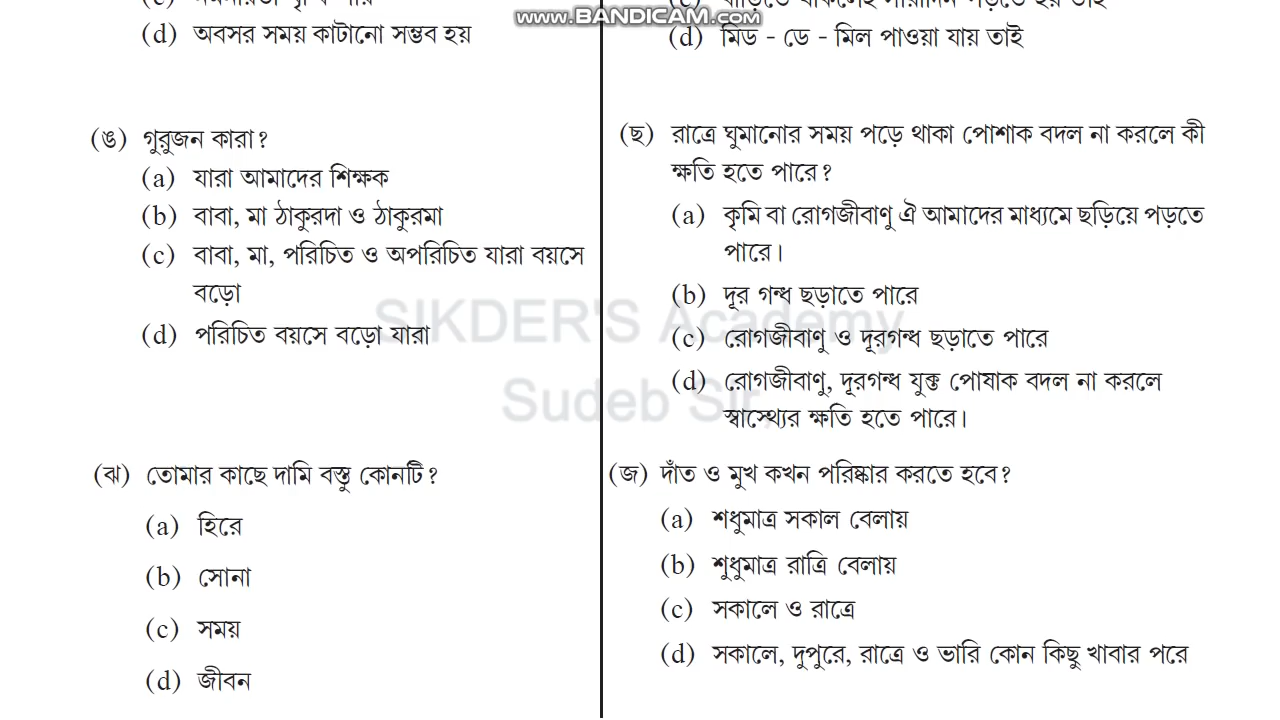 www.BANDICAM.com
(d) অবসর সময় কাটানো সম্ভব হয়
(ঙ) গুরুজন কারা?
(a) যারা আমাদের শিক্ষক
(b) বাবা, মা ঠাকুরদা ও ঠাকুরমা
(c) বাবা, মা, পরিচিত ও অপরিচিত যারা বয়সে
বড়ো
(d) পরিচিত বয়সে বড়ো যারা
(ঝ) তোমার কাছে দামি বস্তু কোনটি?
(a) হিরে
(b) সোনা
(c) সময়
(d) জীবন
(d) মিড - ডে - মিল পাওয়া যায় তাই
(ছ) রাত্রে ঘুমানোর সময় পড়ে থাকা পোশাক বদল না করলে কী
ক্ষতি হতে পারে?
(a) কৃমি বা রোগজীবাণু ঐ আমাদের মাধ্যমে ছড়িয়ে পড়তে
পারে।
(b) দূর গন্ধ ছড়াতে পারে
(c) রোগজীবাণু ও দূরগন্ধ ছড়াতে পারে
(d) রোগজীবাণু, দূরগন্ধ যুক্ত পোষাক বদল না করলে
স্বাস্থ্যের ক্ষতি হতে পারে।
(জ) দাঁত ও মুখ কখন পরিষ্কার করতে হবে?
(a) শধুমাত্র সকাল বেলায়
(b) শুধুমাত্র রাত্রি বেলায়
(c) সকালে ও রাত্রে
(d) সকালে, দুপুরে, রাত্রে ও ভারি কোন কিছু খাবার পরে
SIKDER'S Academy
Sudeb Sir,